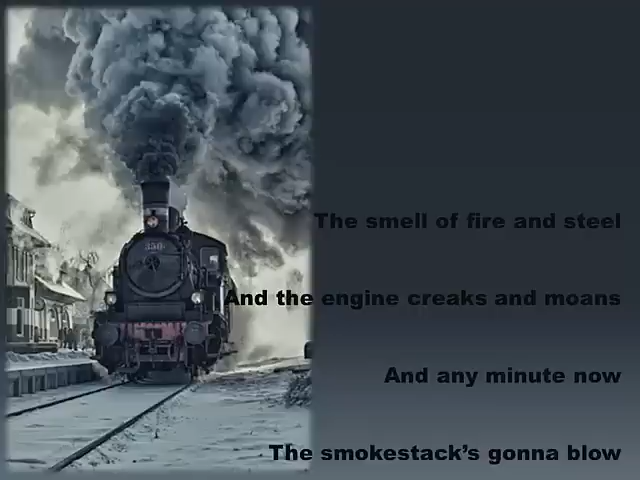 350
The smell of fire and steel
And the engine creaks and moans
And any minute now
The smokestack's gonna blow